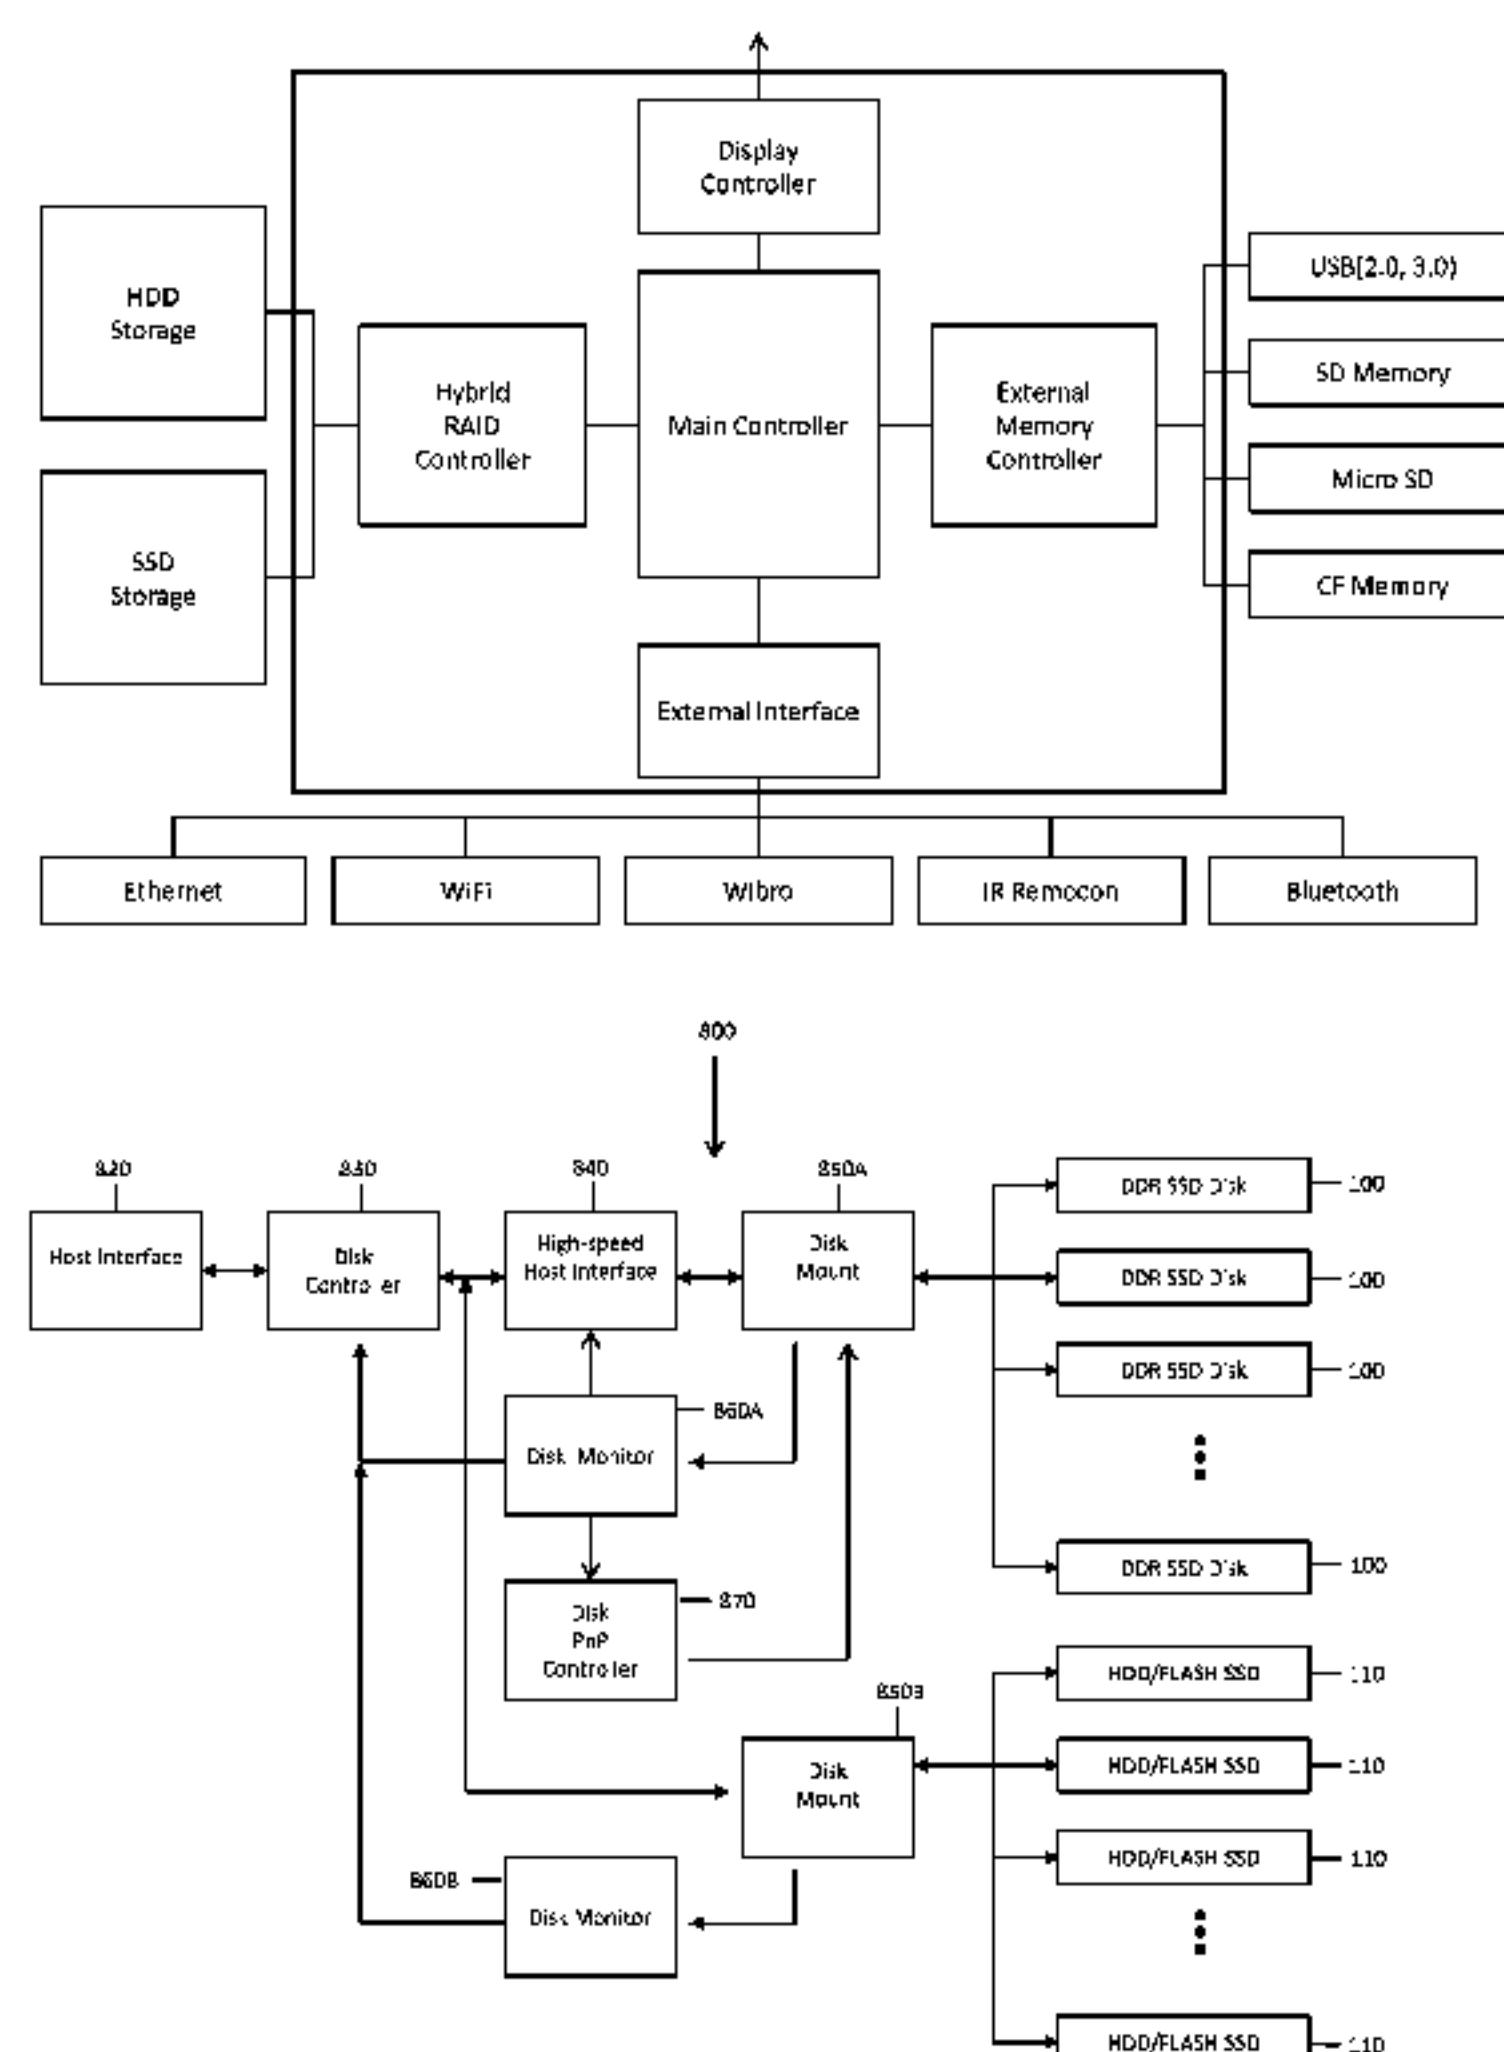 Display
Controller
HDD
Storage
Hybrid
RAID
Controller
Main Controller
External
Memory
Controller
USB(2.0, 3.0)
SD Memory
Micro SD
CF Memory
SSD
Storage
External Interface
Ethernet
WiFi
Wibro
IR Remocon
Bluetooth
800
820
830
840
850A
Host Interface
Disk
Controller
High-speed
Host Interface
Disk
Mount
DDR SSD Disk
100
DDR SSD Disk
100
DDR SSD Disk
100
DDR SSD Disk
100
860A
Disk Monitor
870
Disk
PnP
Controller
850B
Disk
Mount
HDD/FLASH SSD
110
HDD/FLASH SSD
110
HDD/FLASH SSD
110
HDD/FLASH SSD
110
860B
Disk Monitor